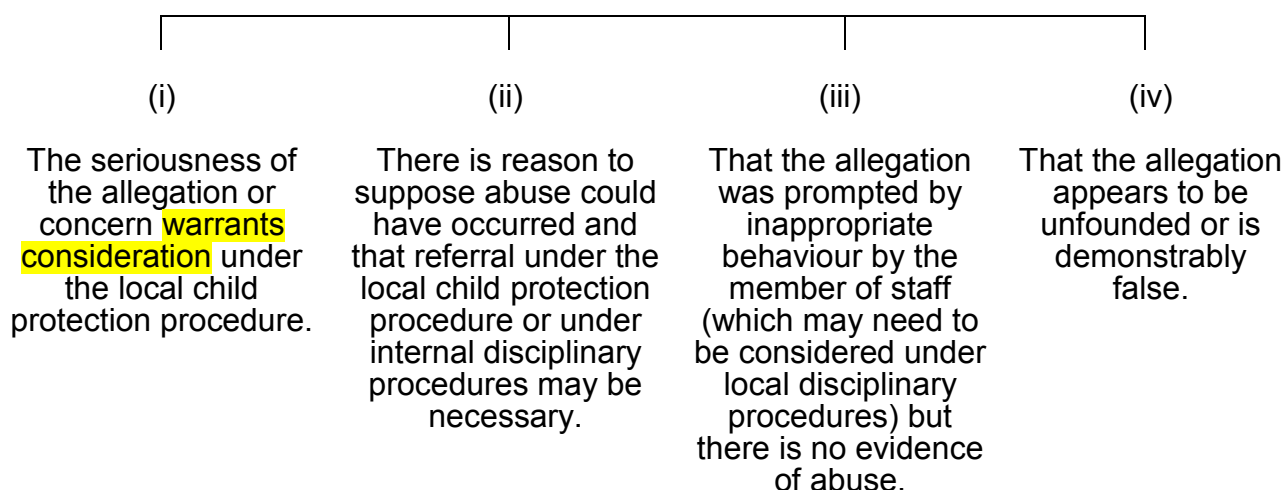 (i)
The seriousness of
the allegation or
concern warrants
consideration under
the local child
protection procedure.
(ii)
There is reason to
suppose abuse could
have occurred and
that referral under the
local child protection
procedure or under
internal disciplinary
procedures may be
necessary.
(iii)
That the allegation
was prompted by
inappropriate
behaviour by the
member of staff
(which may need to
be considered under
local disciplinary
procedures) but
there is no evidence
of abuse.
(iv)
That the allegation
appears to be
unfounded or is
demonstrably
false.